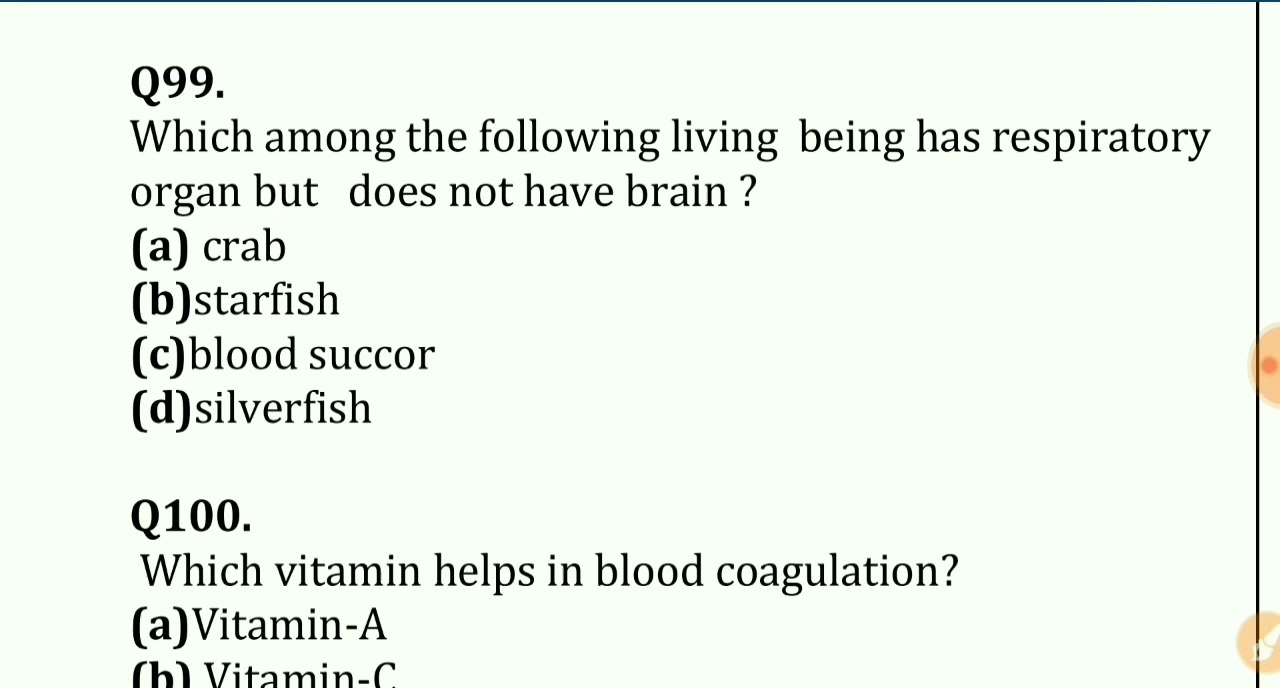 Q99.
Which among the following living being has respiratory
organ but does not have brain ?
(a) crab
(b)starfish
(c)blood succor
(d)silverfish
Q100.
Which vitamin helps in blood coagulation?
(a)Vitamin-A
(b) Vitamin-C